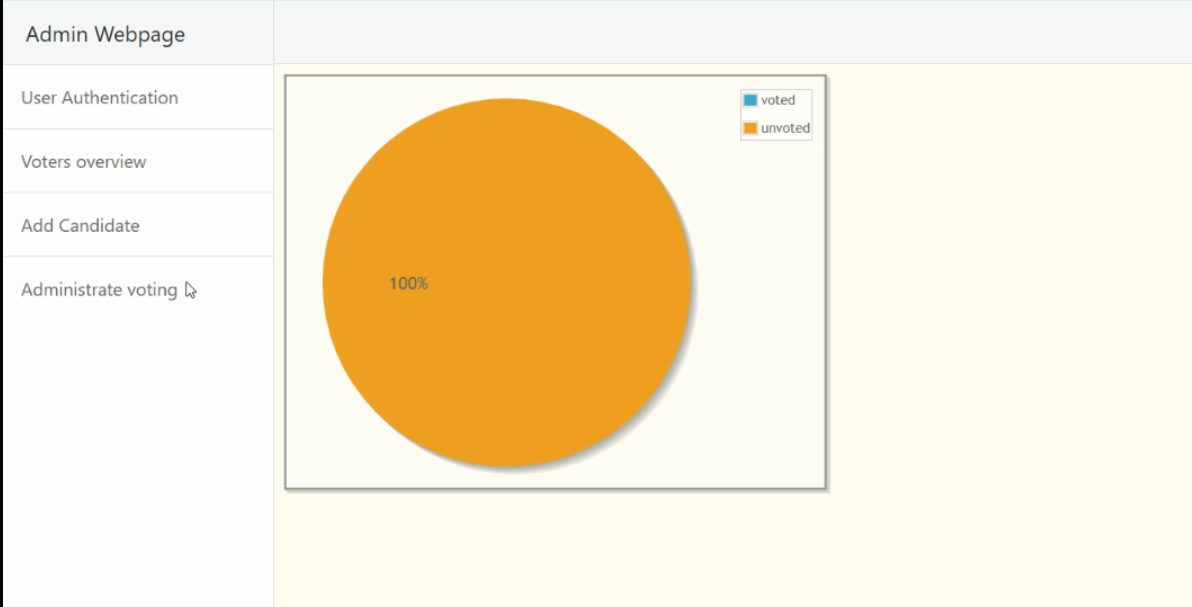 Admin Webpage
User Authentication
Voters overview
Add Candidate
Administrate voting
voted
unvoted
100%